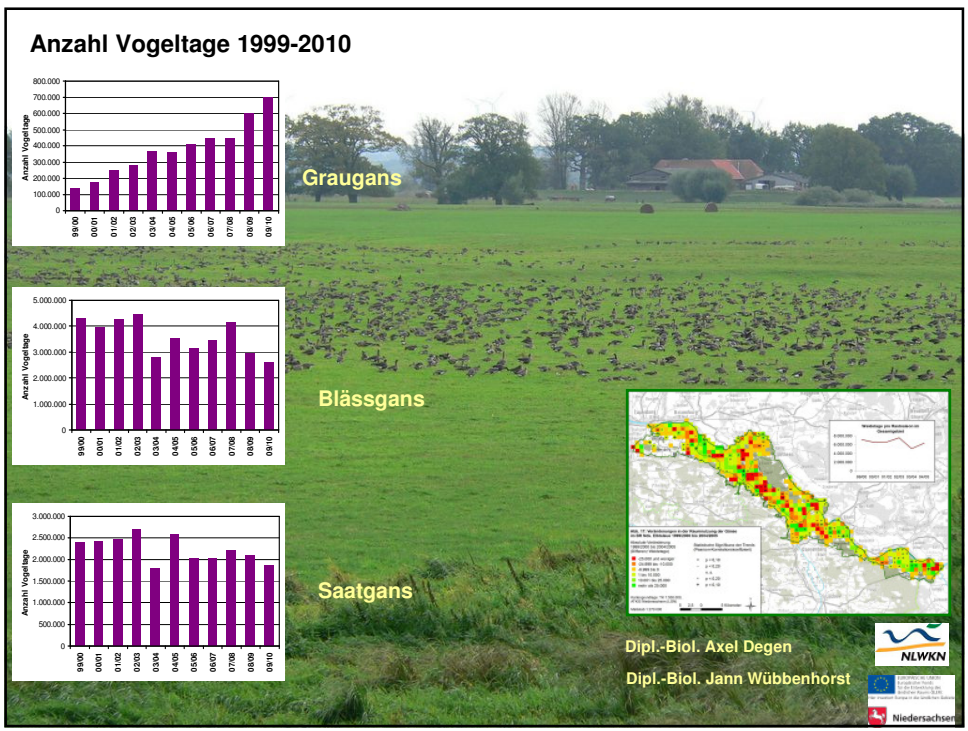 Anzahl Vogeltage 1999-2010
800.000
700.000
600.000
500.000
400.000
300.000
200.000
100.000
0
Anzahl Vogeltage
99/00 00/01 01/02 02/03 03/04 04/05 05/06 06/07 07/08 08/09 09/10
Graugans
5.000.000
4.000.000
3.000.000
2.000.000
1.000.000
0
Anzahl Vogeltage
99/00 00/01 01/02 02/03 03/04 04/05 05/06 06/07 07/08 08/09 09/10
Blässgans
3.000.000
2.500.000
2.000.000
1.500.000
1.000.000
500.000
0
Anzahl Vogeltage
99/00 00/01 01/02 02/03 03/04 04/05 05/06 06/07 07/08 08/09 09/10
Saatgans
Dipl.-Biol. Axel Degen
Dipl.-Biol. Jann Wübbenhorst
NLWKN
EUROPÄISCHE UNION
Niedersachsen